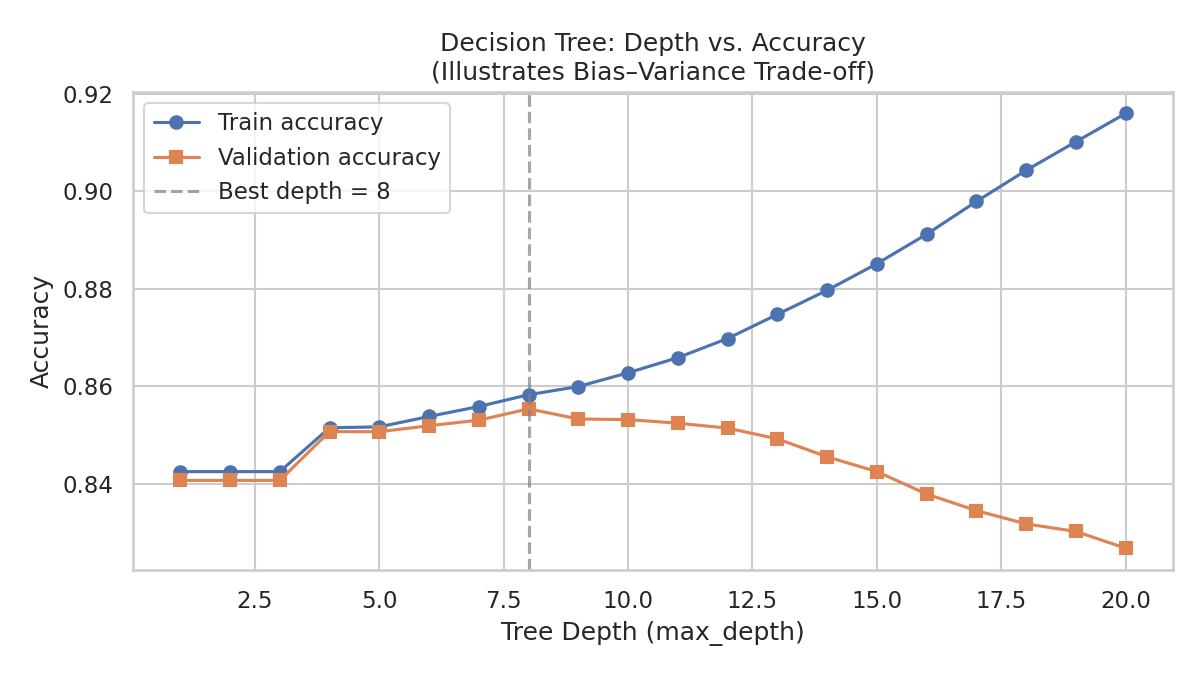 Decision Tree: Depth vs. Accuracy
(Illustrates Bias–Variance Trade-off)
Train accuracy
Validation accuracy
Best depth = 8
Accuracy
0.92
0.90
0.88
0.86
0.84
2.5 5.0 7.5 10.0 12.5 15.0 17.5 20.0
Tree Depth (max_depth)